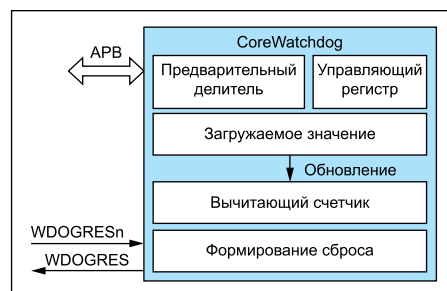 CoreWatchdog
APB
Предварительный
делитель
Управляющий
регистр
Загружаемое значение
Обновление
Вычитающий счетчик
WDOGRESn
WDOGRES
Формирование сброса